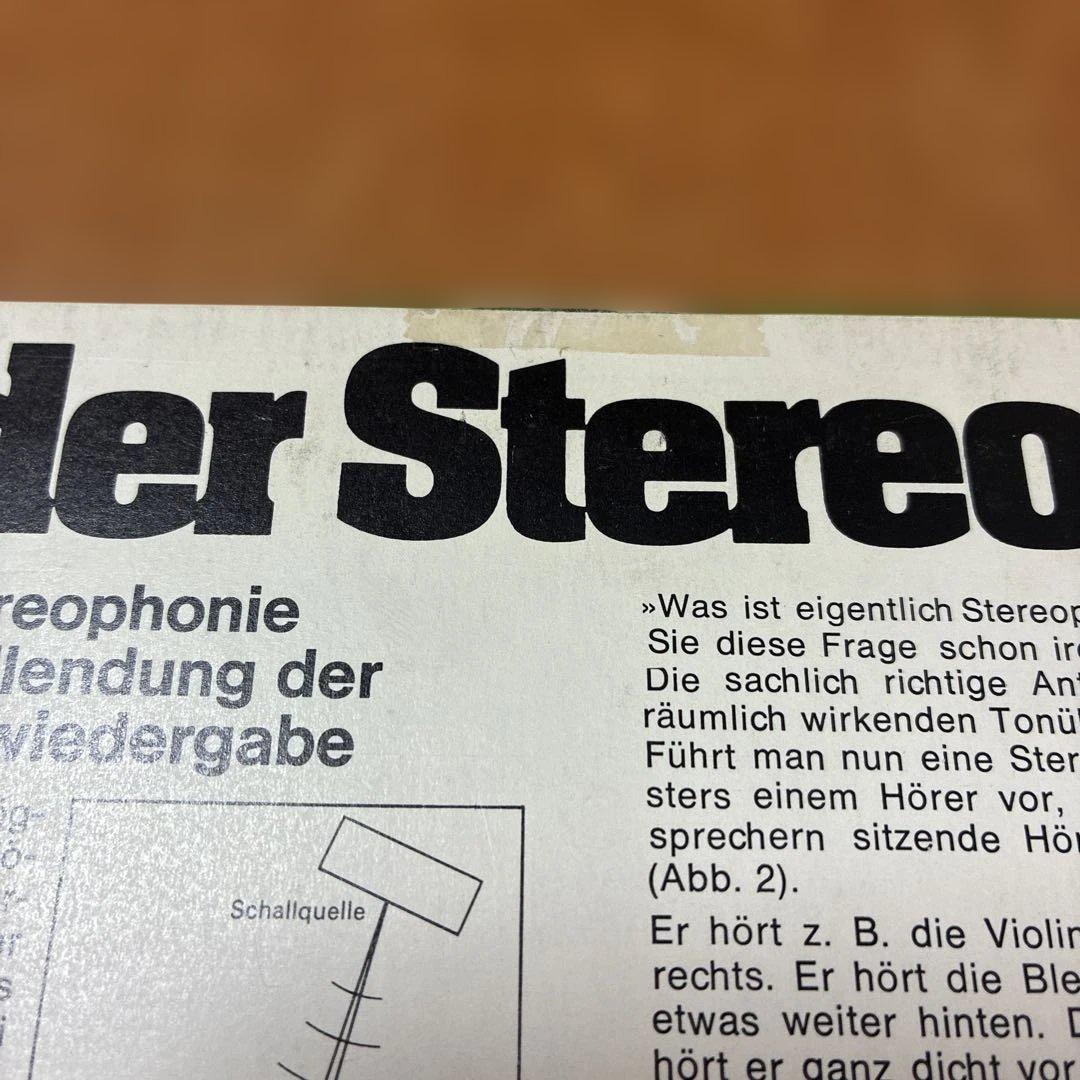 der Stereo
reophonie
llendung der
wiedergabe
Schallquelle
»Was ist eigentlich Stereop
Sie diese Frage schon ir
Die sachlich richtige Ant
räumlich wirkenden Tonü
Führt man nun eine Ster
sters einem Hörer vor,
sprechern sitzende Hör
(Abb. 2).
Er hört z. B. die Violin
rechts. Er hört die Ble
etwas weiter hinten. D
hört er ganz dicht vor